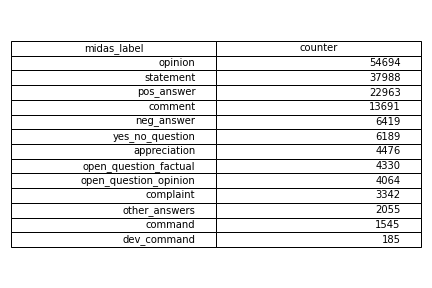 midas_label counter
opinion 54694
statement 37988
pos_answer 22963
comment 13691
neg_answer 6419
yes_no_question 6189
appreciation 4476
open_question_factual 4330
open_question_opinion 4064
complaint 3342
other_answers 2055
command 1545
dev_command 185